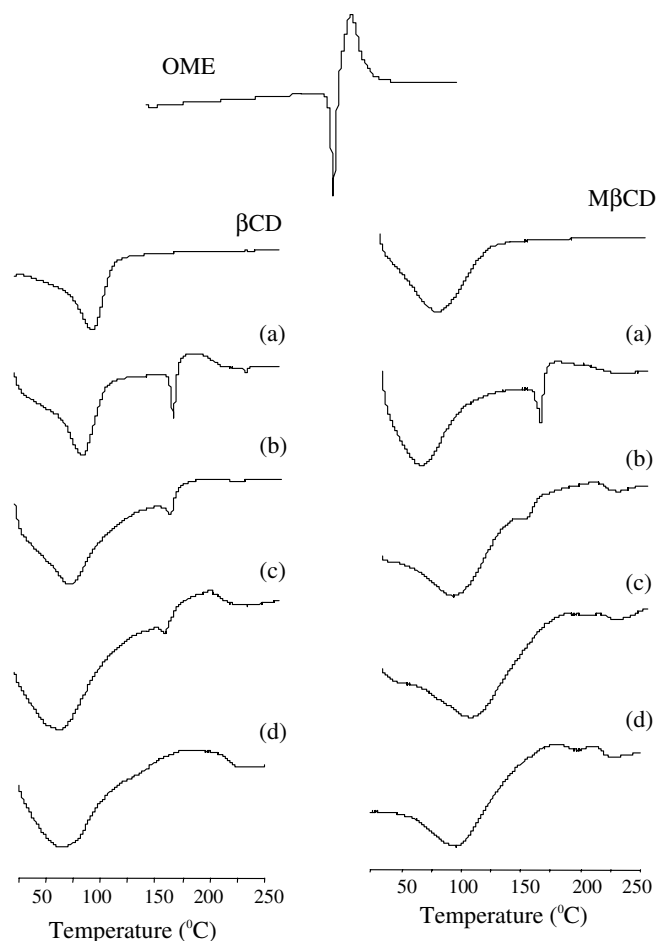 OME
βCD
MβCD
(a)
(a)
(b)
(b)
(c)
(c)
(d)
(d)
50 100 150 200 250
50 100 150 200 250
Temperature (⁰C)
Temperature (⁰C)